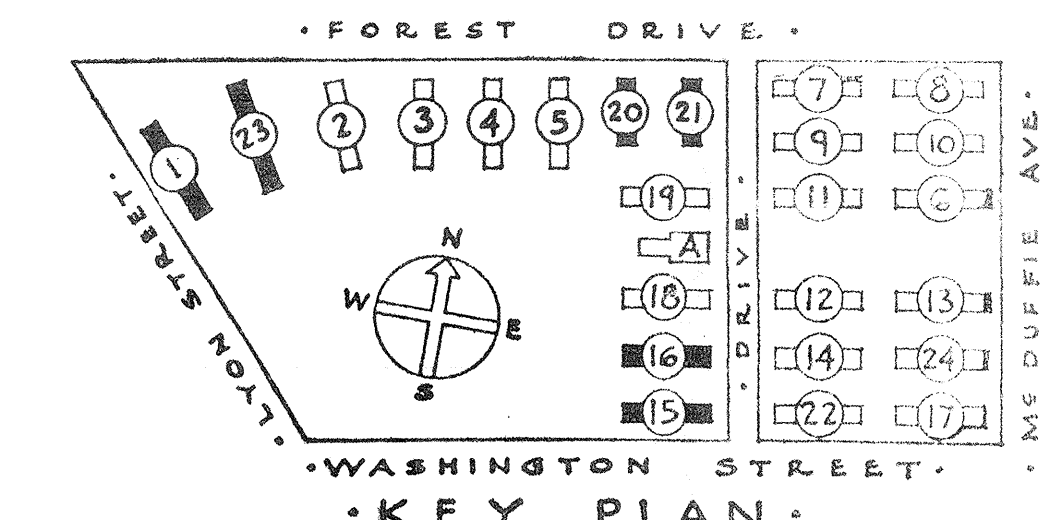 · FOREST DRIVE ·
7 8
1 23 2 3 4 5 20 21
9 10
19 11 6
A
18 12 13
16 14 24
15 22 17
N
W E
S
· LYON STREET ·
· DRIVE ·
· Mc DUFFIE AVE ·
· WASHINGTON STREET ·
· KEY PLAN ·